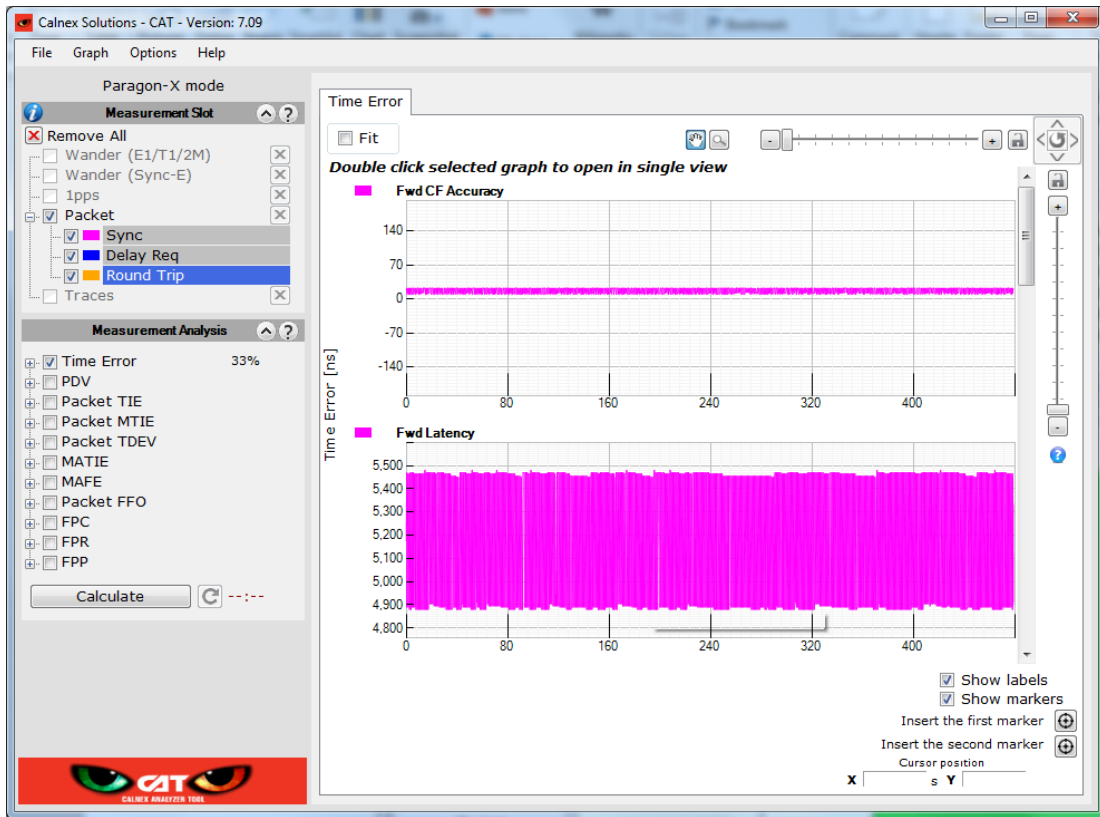 Calnex Solutions - CAT - Version: 7.09
File Graph Options Help
Paragon-X mode
Measurement Slot
?
Remove All
Wander (E1/T1/2M)
Wander (Sync-E)
1pps
Packet
Sync
Delay Req
Round Trip
Traces
Measurement Analysis
?
Time Error 33%
PDV
Packet TIE
Packet MTIE
Packet TDEV
MATIE
MAFE
Packet FFO
FPC
FPR
FPP
Calculate --:--
CAT
CALNEX ANALYZER TOOL
Time Error
Fit
Double click selected graph to open in single view
Time Error [ns]
Fwd CF Accuracy
140
70
0
-70
-140
0 80 160 240 320 400
Fwd Latency
5,500
5,400
5,300
5,200
5,100
5,000
4,900
4,800
0 80 160 240 320 400
Show labels
Show markers
Insert the first marker
Insert the second marker
Cursor position
X s Y